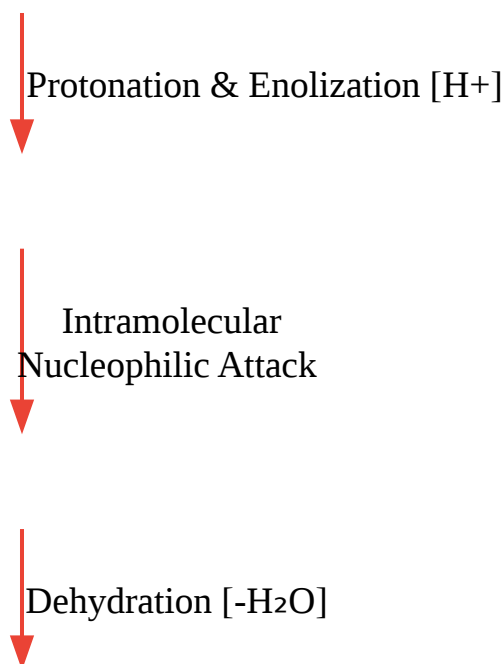 Protonation & Enolization [H+]
Intramolecular
Nucleophilic Attack
Dehydration [-H₂O]